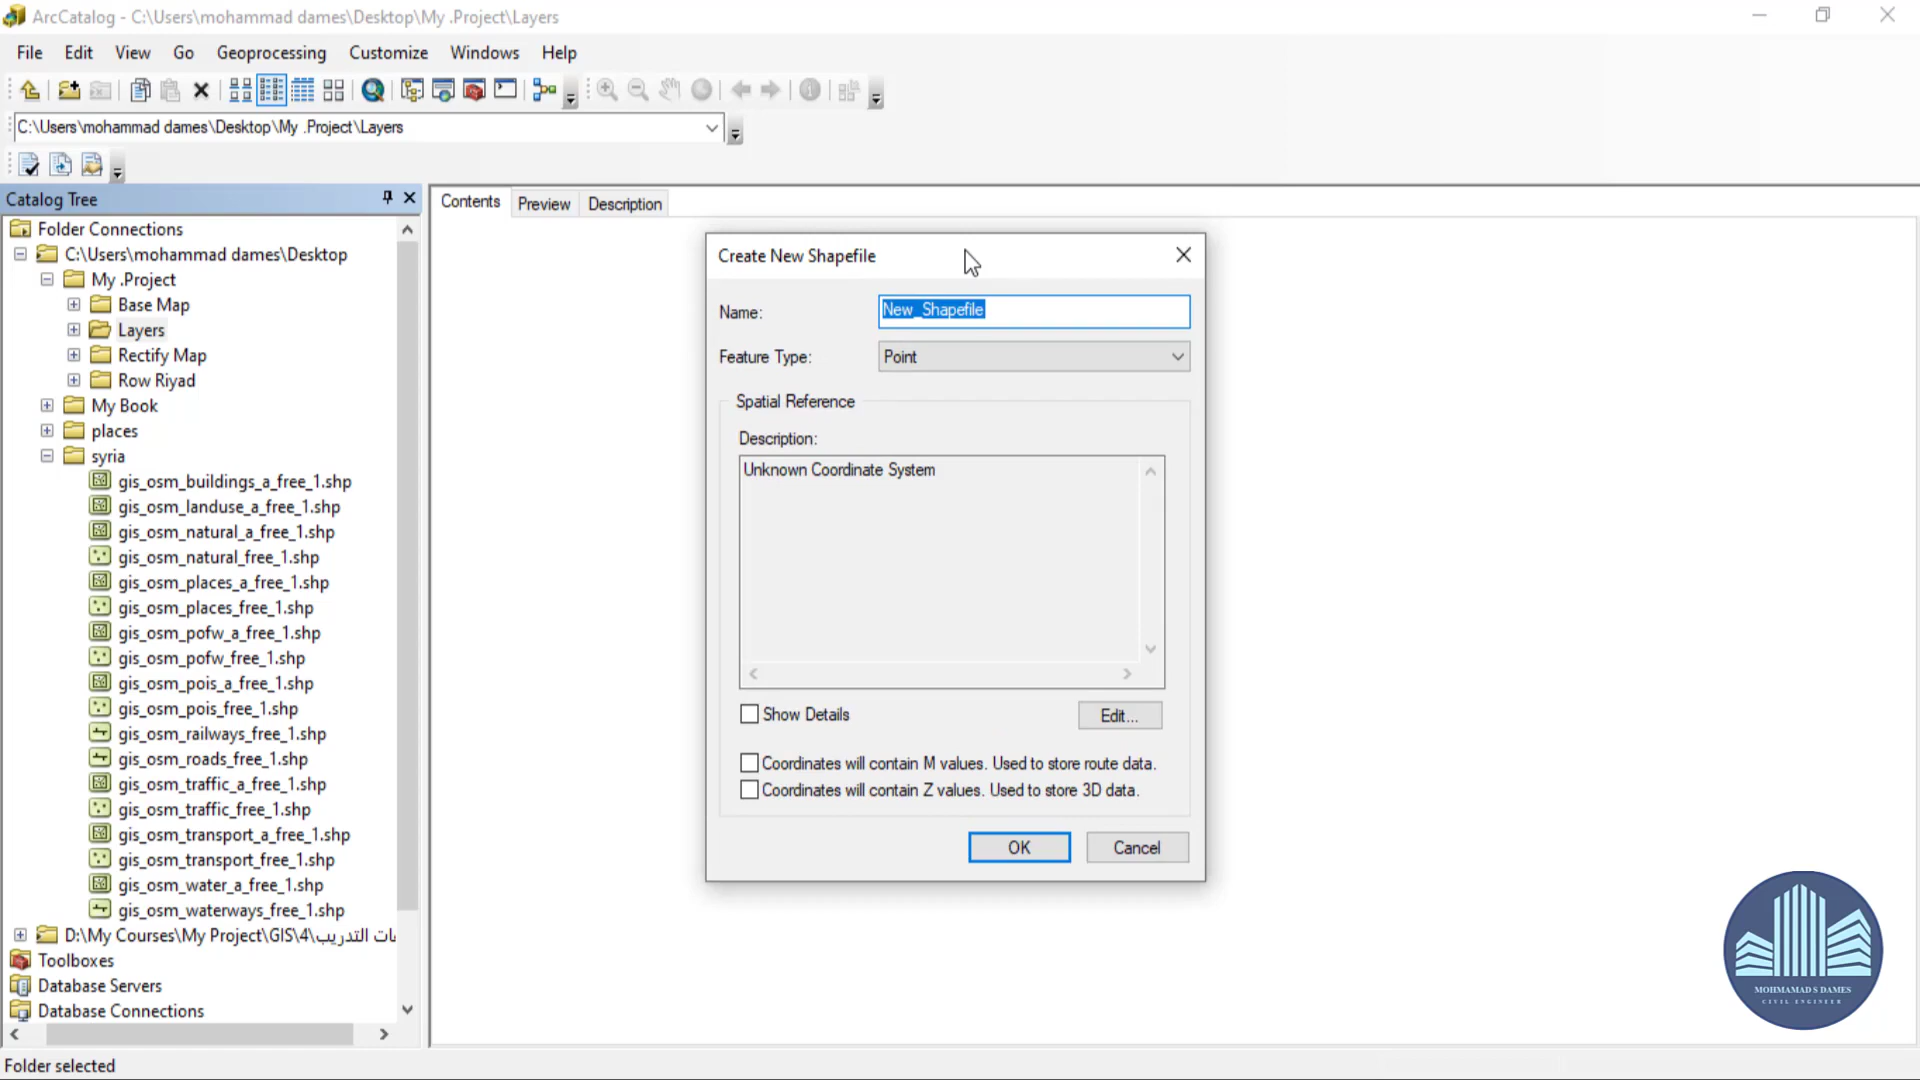 ArcCatalog - C:\Users\mohammad dames\Desktop\My .Project\Layers
File Edit View Go Geoprocessing Customize Windows Help
C:\Users\mohammad dames\Desktop\My .Project\Layers
Catalog Tree
Folder Connections
C:\Users\mohammad dames\Desktop
My .Project
Base Map
Layers
Rectify Map
Row Riyad
My Book
places
syria
gis_osm_buildings_a_free_1.shp
gis_osm_landuse_a_free_1.shp
gis_osm_natural_a_free_1.shp
gis_osm_natural_free_1.shp
gis_osm_places_a_free_1.shp
gis_osm_places_free_1.shp
gis_osm_pofw_a_free_1.shp
gis_osm_pofw_free_1.shp
gis_osm_pois_a_free_1.shp
gis_osm_pois_free_1.shp
gis_osm_railways_free_1.shp
gis_osm_roads_free_1.shp
gis_osm_traffic_a_free_1.shp
gis_osm_traffic_free_1.shp
gis_osm_transport_a_free_1.shp
gis_osm_transport_free_1.shp
gis_osm_water_a_free_1.shp
gis_osm_waterways_free_1.shp
D:\My Courses\My Project\GIS\4\التدريب
Toolboxes
Database Servers
Database Connections
Folder selected
Contents Preview Description
Create New Shapefile
Name: New_Shapefile
Feature Type: Point
Spatial Reference
Description:
Unknown Coordinate System
Show Details Edit...
Coordinates will contain M values. Used to store route data.
Coordinates will contain Z values. Used to store 3D data.
OK Cancel
MOHMAMAD S DAMES
CIVIL ENGINEER